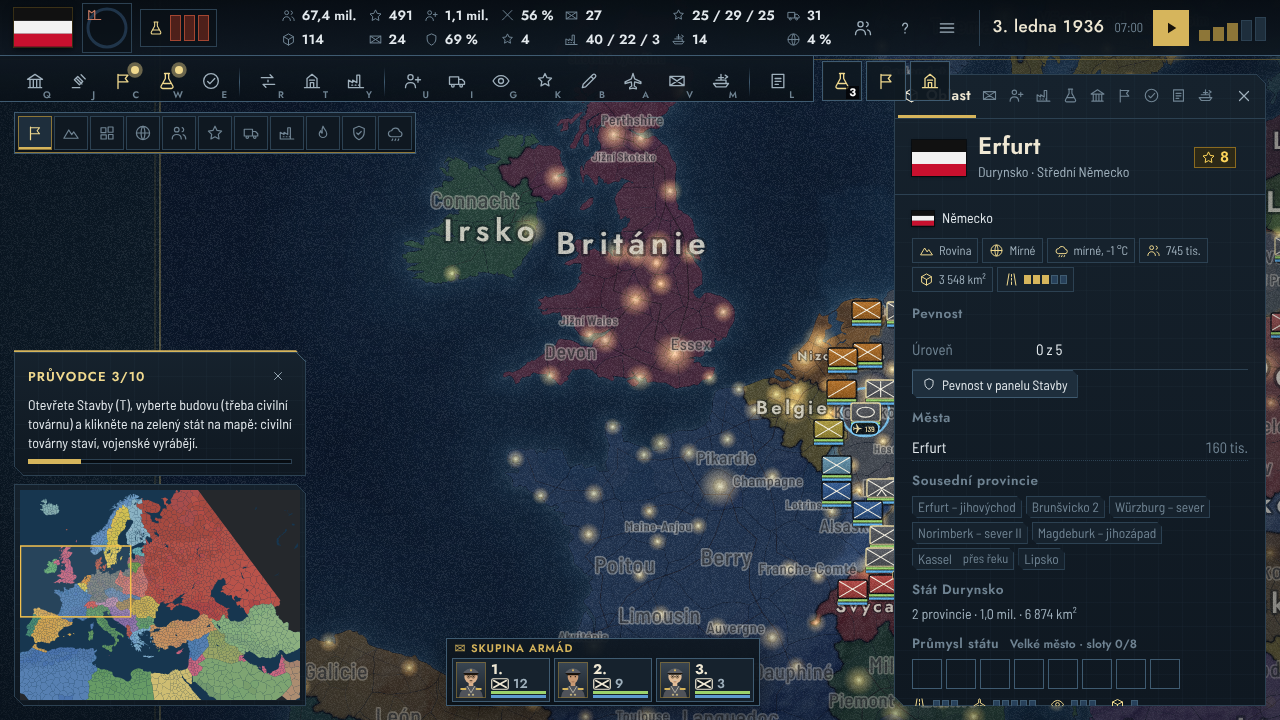 67,4 mil. 491 1,1 mil. 56 % 27 25 / 29 / 25 31
114 24 69 % 4 40 / 22 / 3 14 4 %
? 3. ledna 1936 07:00
Q J C W E R T Y U I G K B A V M L
3
Oblast
Erfurt
Durynsko · Střední Německo
8
Německo
Rovina Mírné mírné, -1 °C 745 tis.
3 548 km²
Pevnost
Úroveň 0 z 5
Pevnost v panelu Stavby
Města
Erfurt 160 tis.
Sousední provincie
Erfurt – jihovýchod Brunšvicko 2 Würzburg – sever
Norimberk – sever II Magdeburk – jihozápad
Kassel přes řeku Lipsko
Stát Durynsko
2 provincie · 1,0 mil. · 6 874 km²
Průmysl státu Velké město · sloty 0/8
PRŮVODCE 3/10
Otevřete Stavby (T), vyberte budovu (třeba civilní
továrnu) a klikněte na zelený stát na mapě: civilní
továrny staví, vojenské vyrábějí.
Perthshire
Jižní Skotsko
Connacht
Irsko
Británie
Jižní Wales
Devon
Essex
Belgie
139
Pikardie
Champagne
Maine-Anjou
Poitou
Berry
Franche-Comté
Limousin
Auvergne
Galicie
León
Toulouse
Languedoc
Dauphiné
SKUPINA ARMÁD
1. 12
2. 9
3. 3